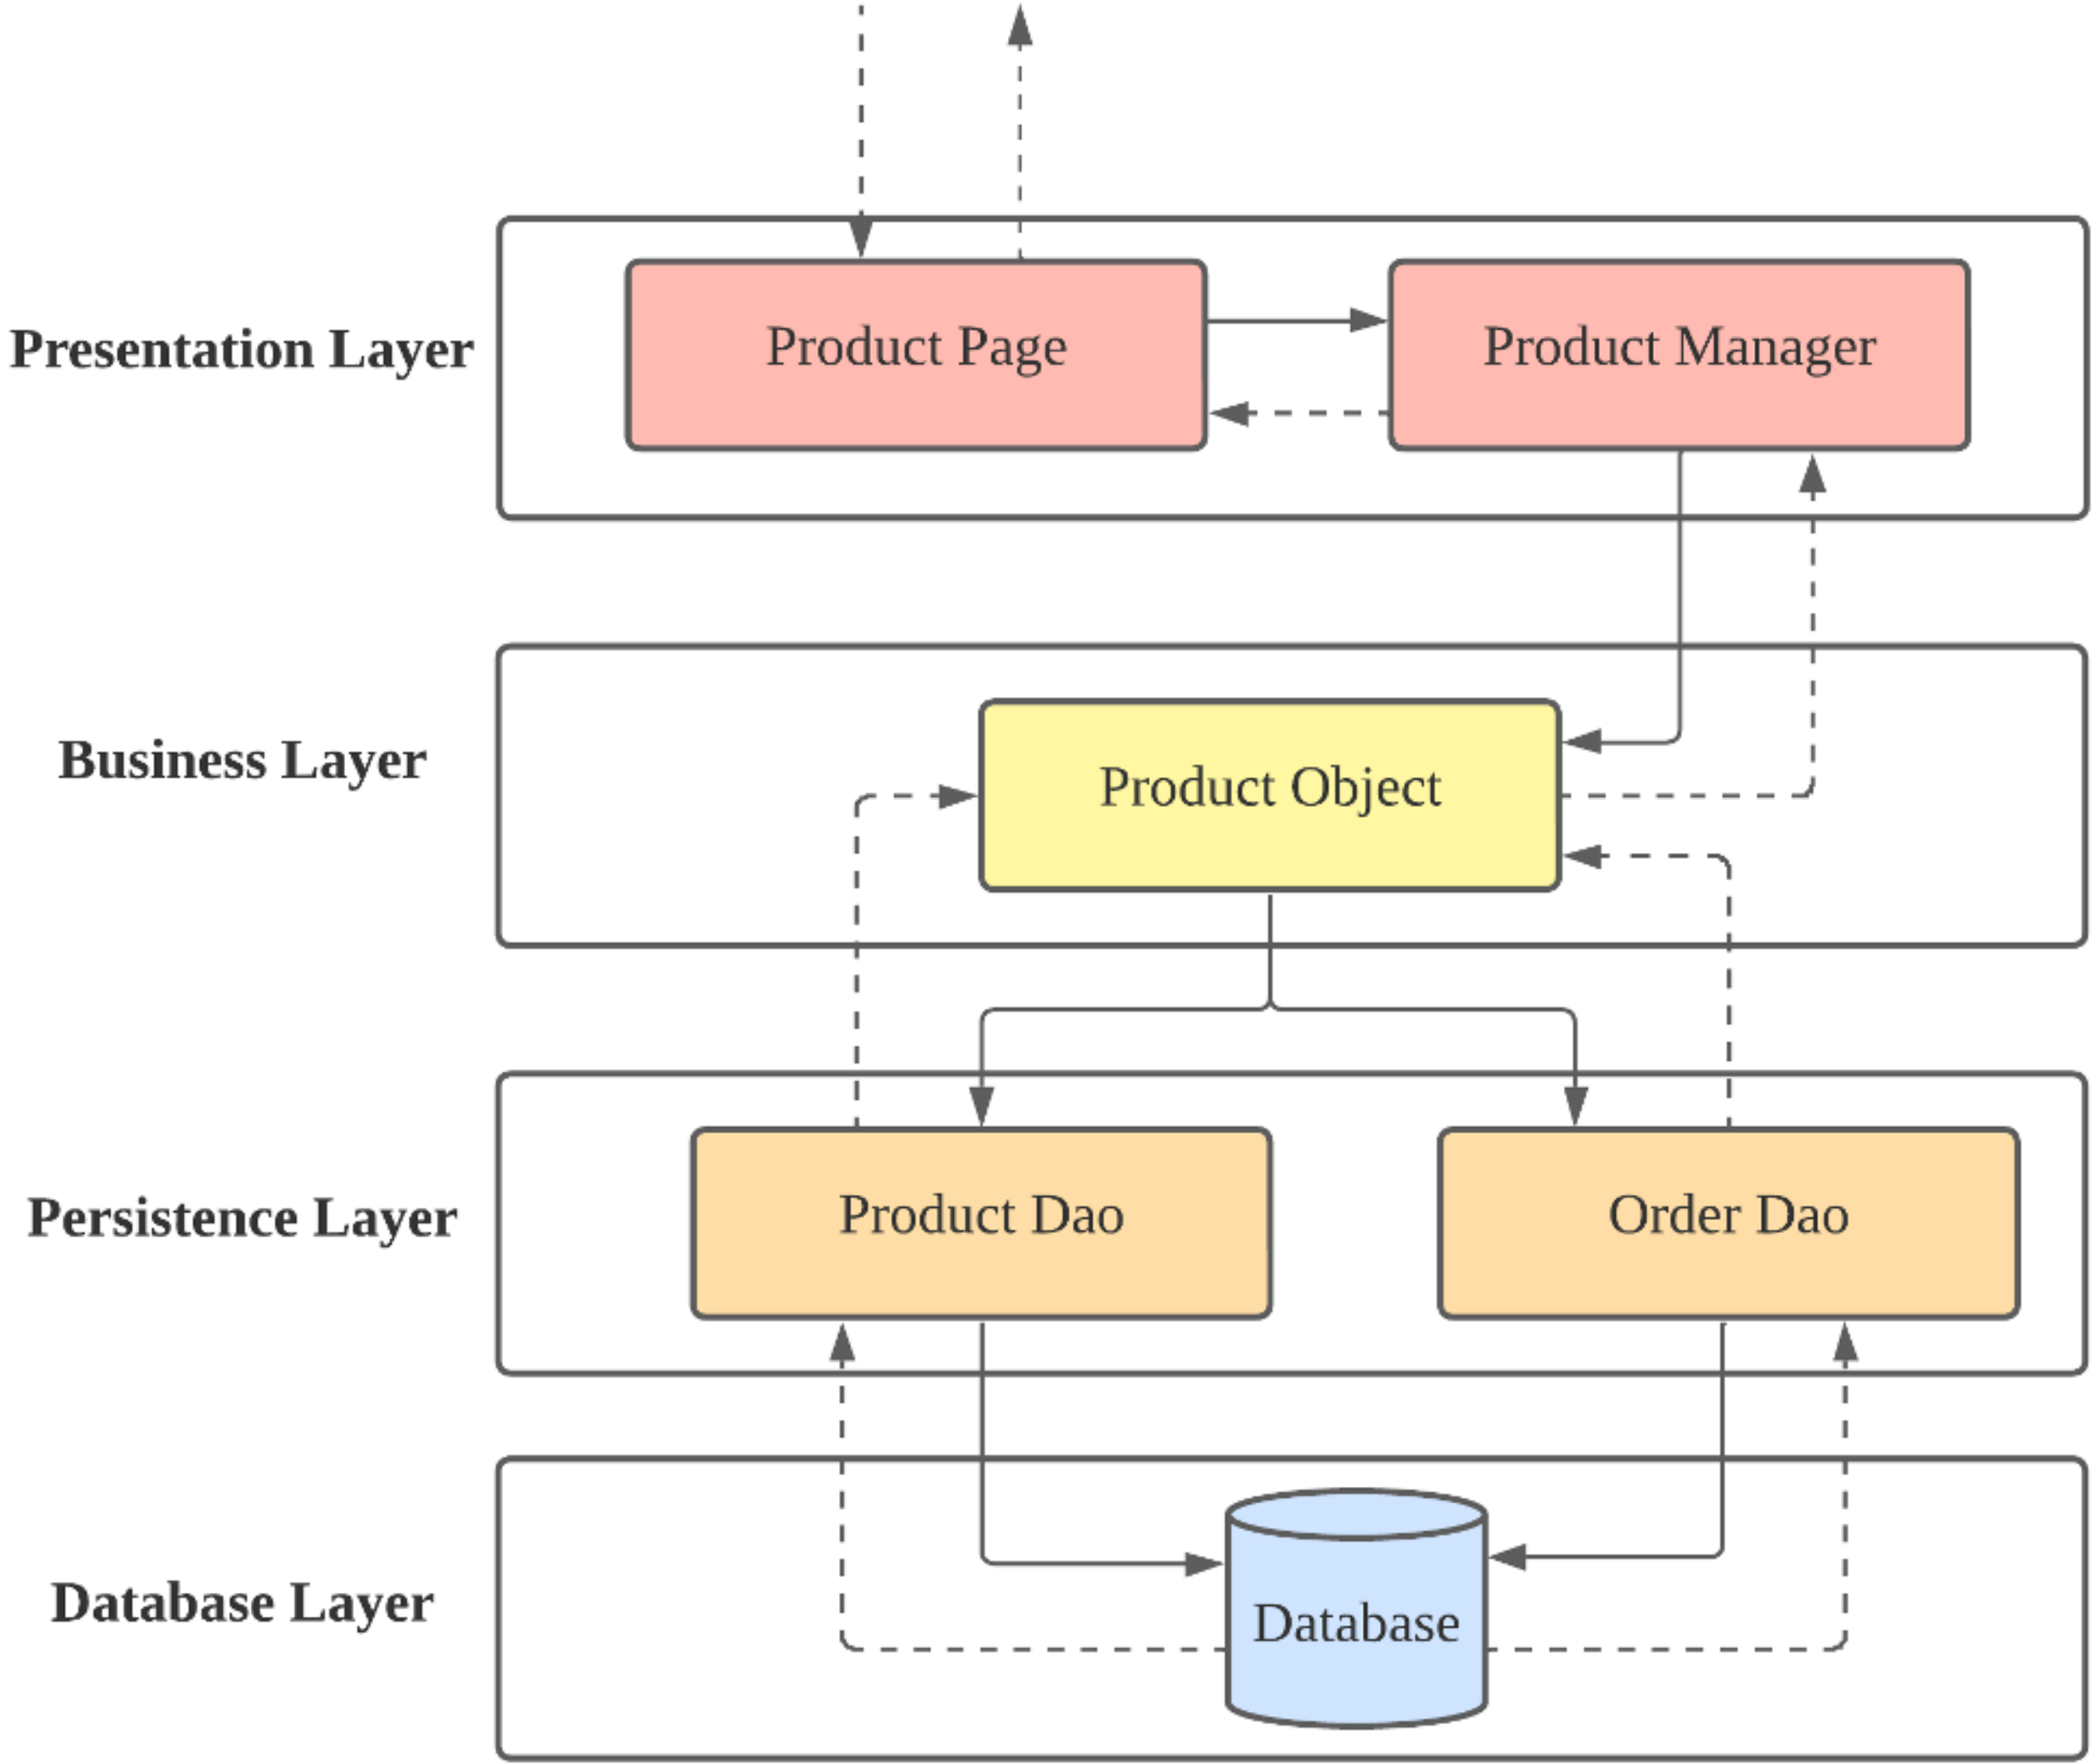 Presentation Layer
Product Page
Product Manager
Business Layer
Product Object
Persistence Layer
Product Dao
Order Dao
Database Layer
Database